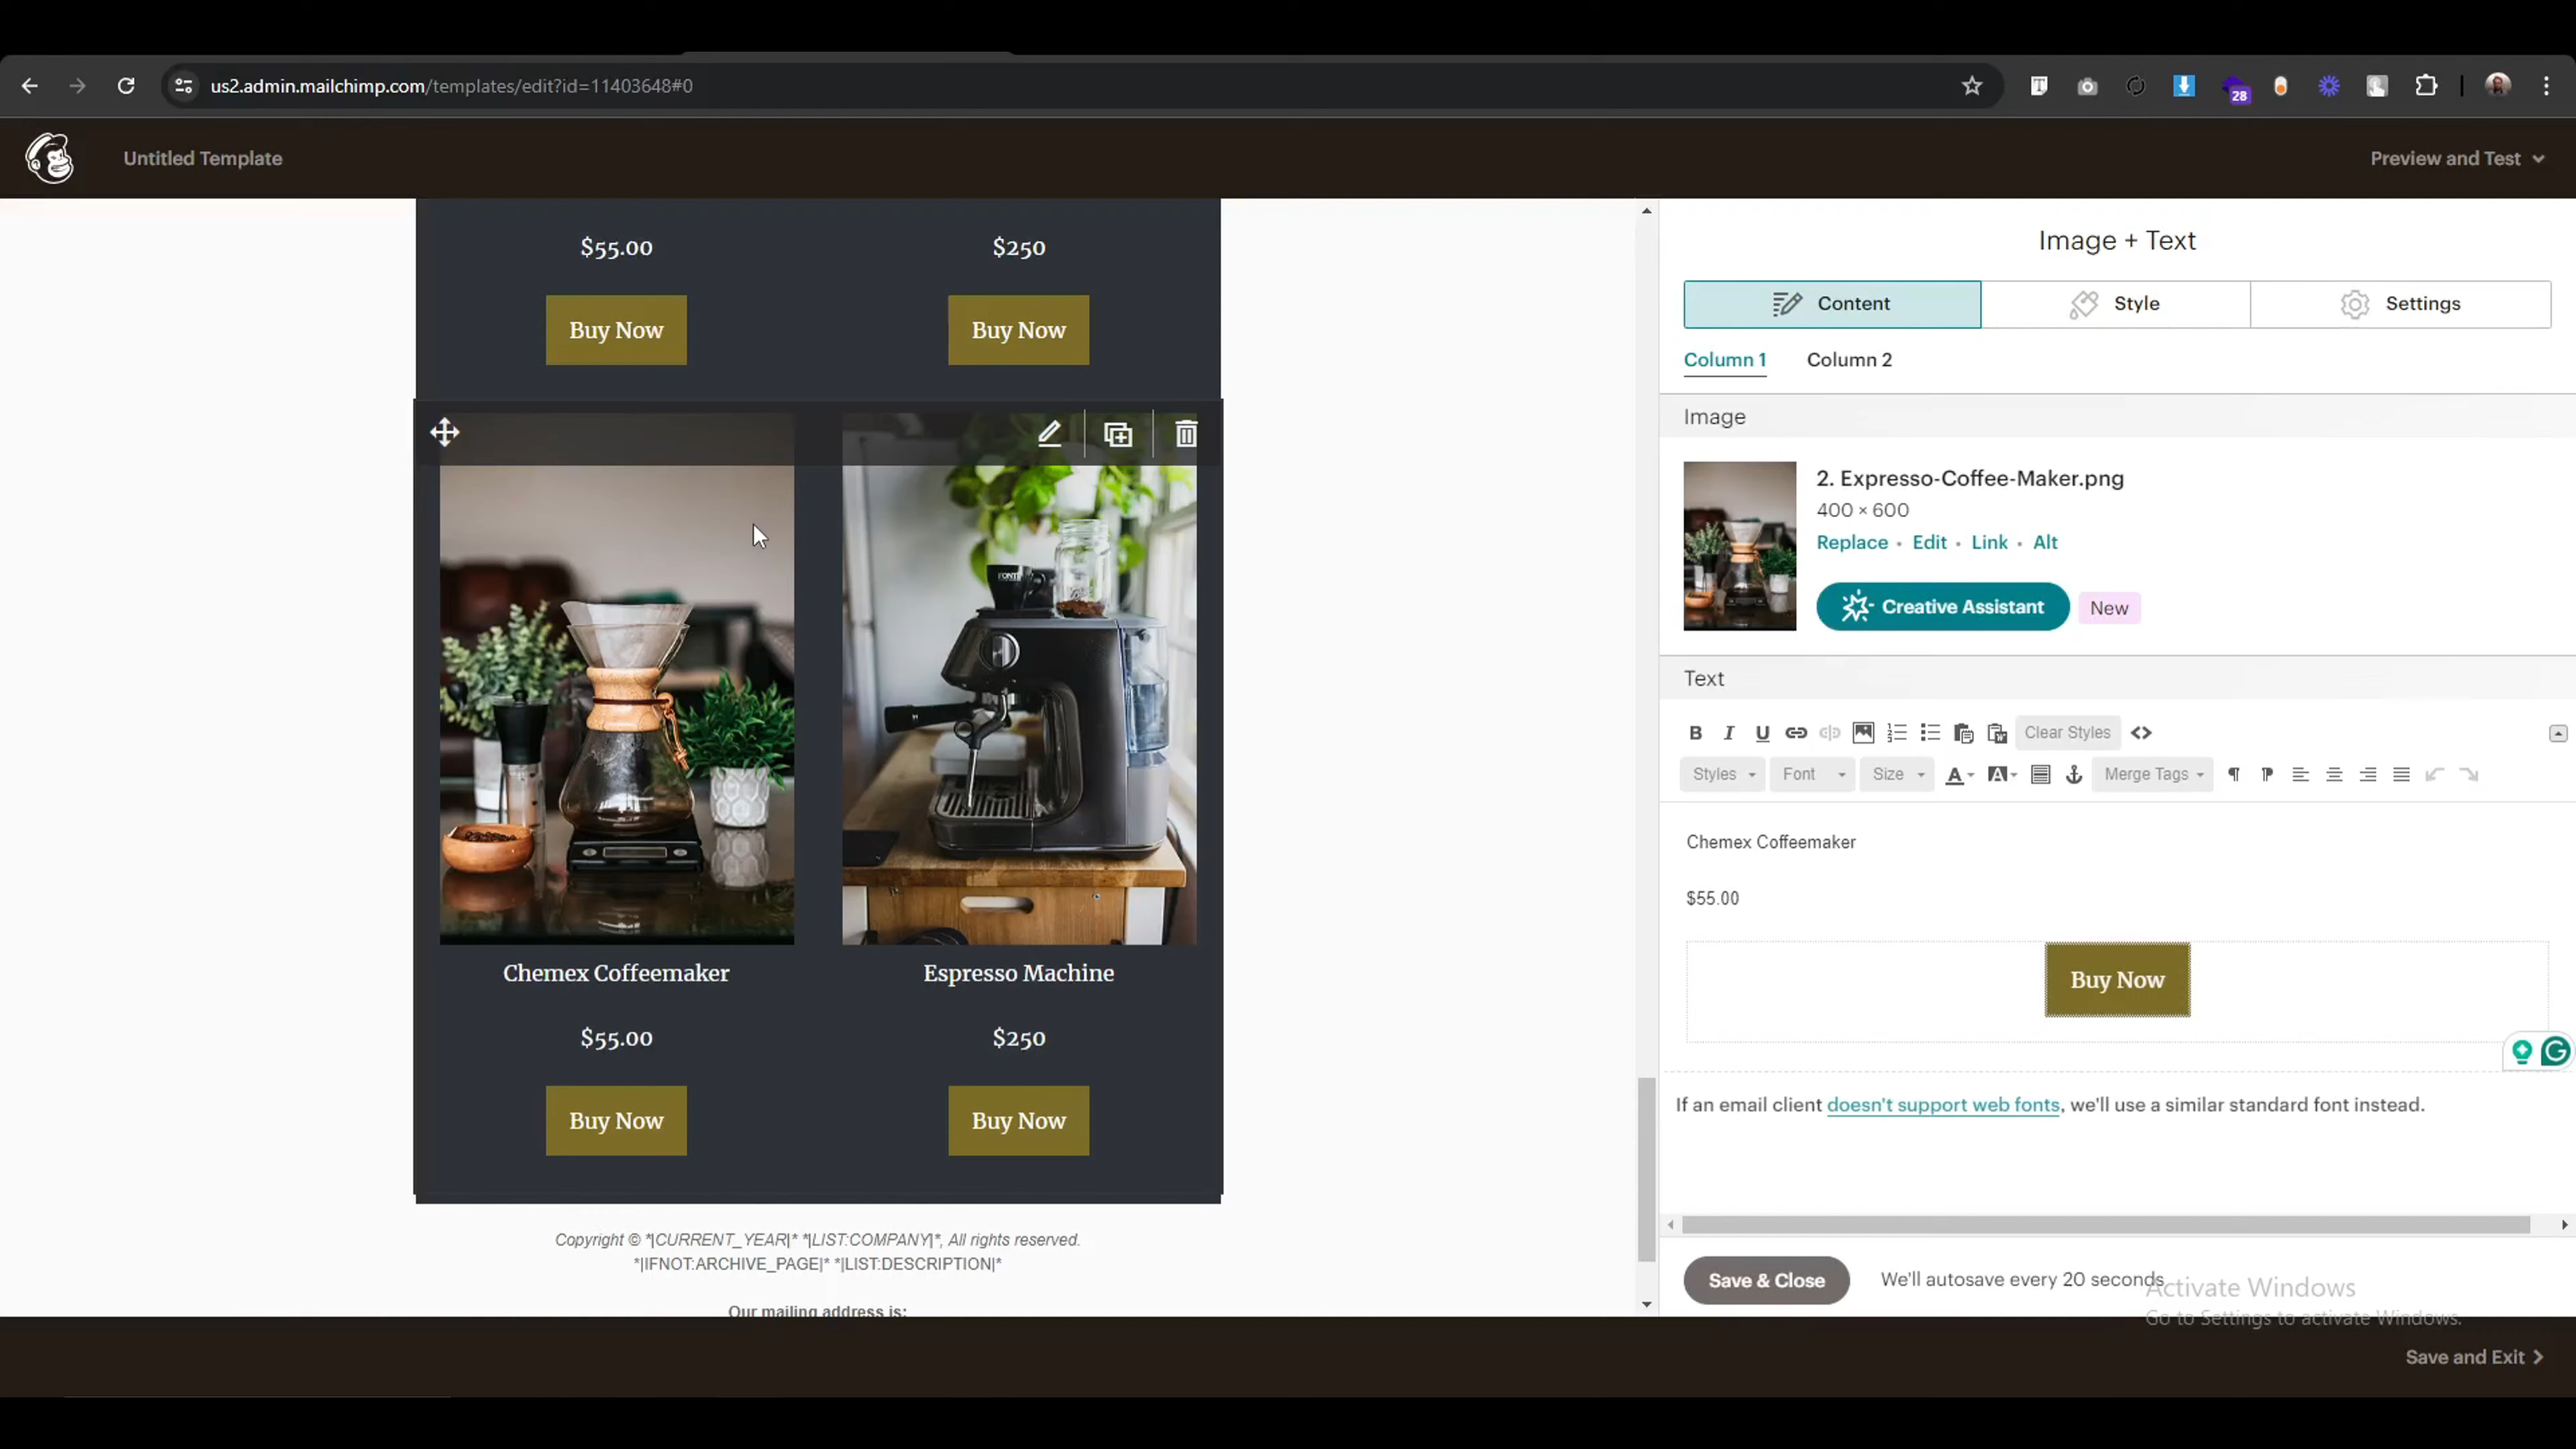 us2.admin.mailchimp.com/templates/edit?id=11403648#0
28
Untitled Template
Preview and Test
$55.00
$250
Buy Now
Buy Now
Chemex Coffeemaker
Espresso Machine
$55.00
$250
Buy Now
Buy Now
Copyright © *|CURRENT_YEAR|* *|LIST:COMPANY|*, All rights reserved.
*|IFNOT:ARCHIVE_PAGE|* *|LIST:DESCRIPTION|*
Our mailing address is:
Image + Text
Content
Style
Settings
Column 1
Column 2
Image
2. Expresso-Coffee-Maker.png
400 × 600
Replace • Edit • Link • Alt
Creative Assistant
New
Text
B I U
Clear Styles
Styles
Font
Size
A
A
Merge Tags
Chemex Coffeemaker
$55.00
Buy Now
If an email client doesn't support web fonts, we'll use a similar standard font instead.
Save & Close
We'll autosave every 20 seconds
Activate Windows
Go to Settings to activate Windows.
Save and Exit